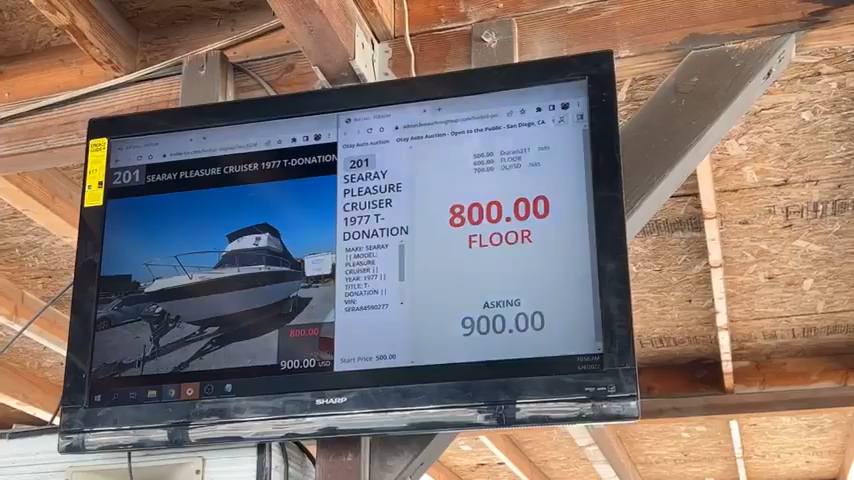 201
SEARAY PLEASURE CRUISER 1977 T-DONATION
800.00
900.00 USD
Otay Auto Auction
Otay Auto Auction - Open to the Public - San Diego, CA
201
SEARAY
PLEASURE
CRUISER
1977 T-
DONATION
MAKE: SEARAY
|| MODEL:
PLEASURE
CRUISER ||
YEAR: 1977 ||
TITLE: T-
DONATION ||
VIN:
SERA84590277
Start Price 500.00
500.00
600.00 FLOOR
700.00
800.00
FLOOR
ASKING
900.00
SHARP